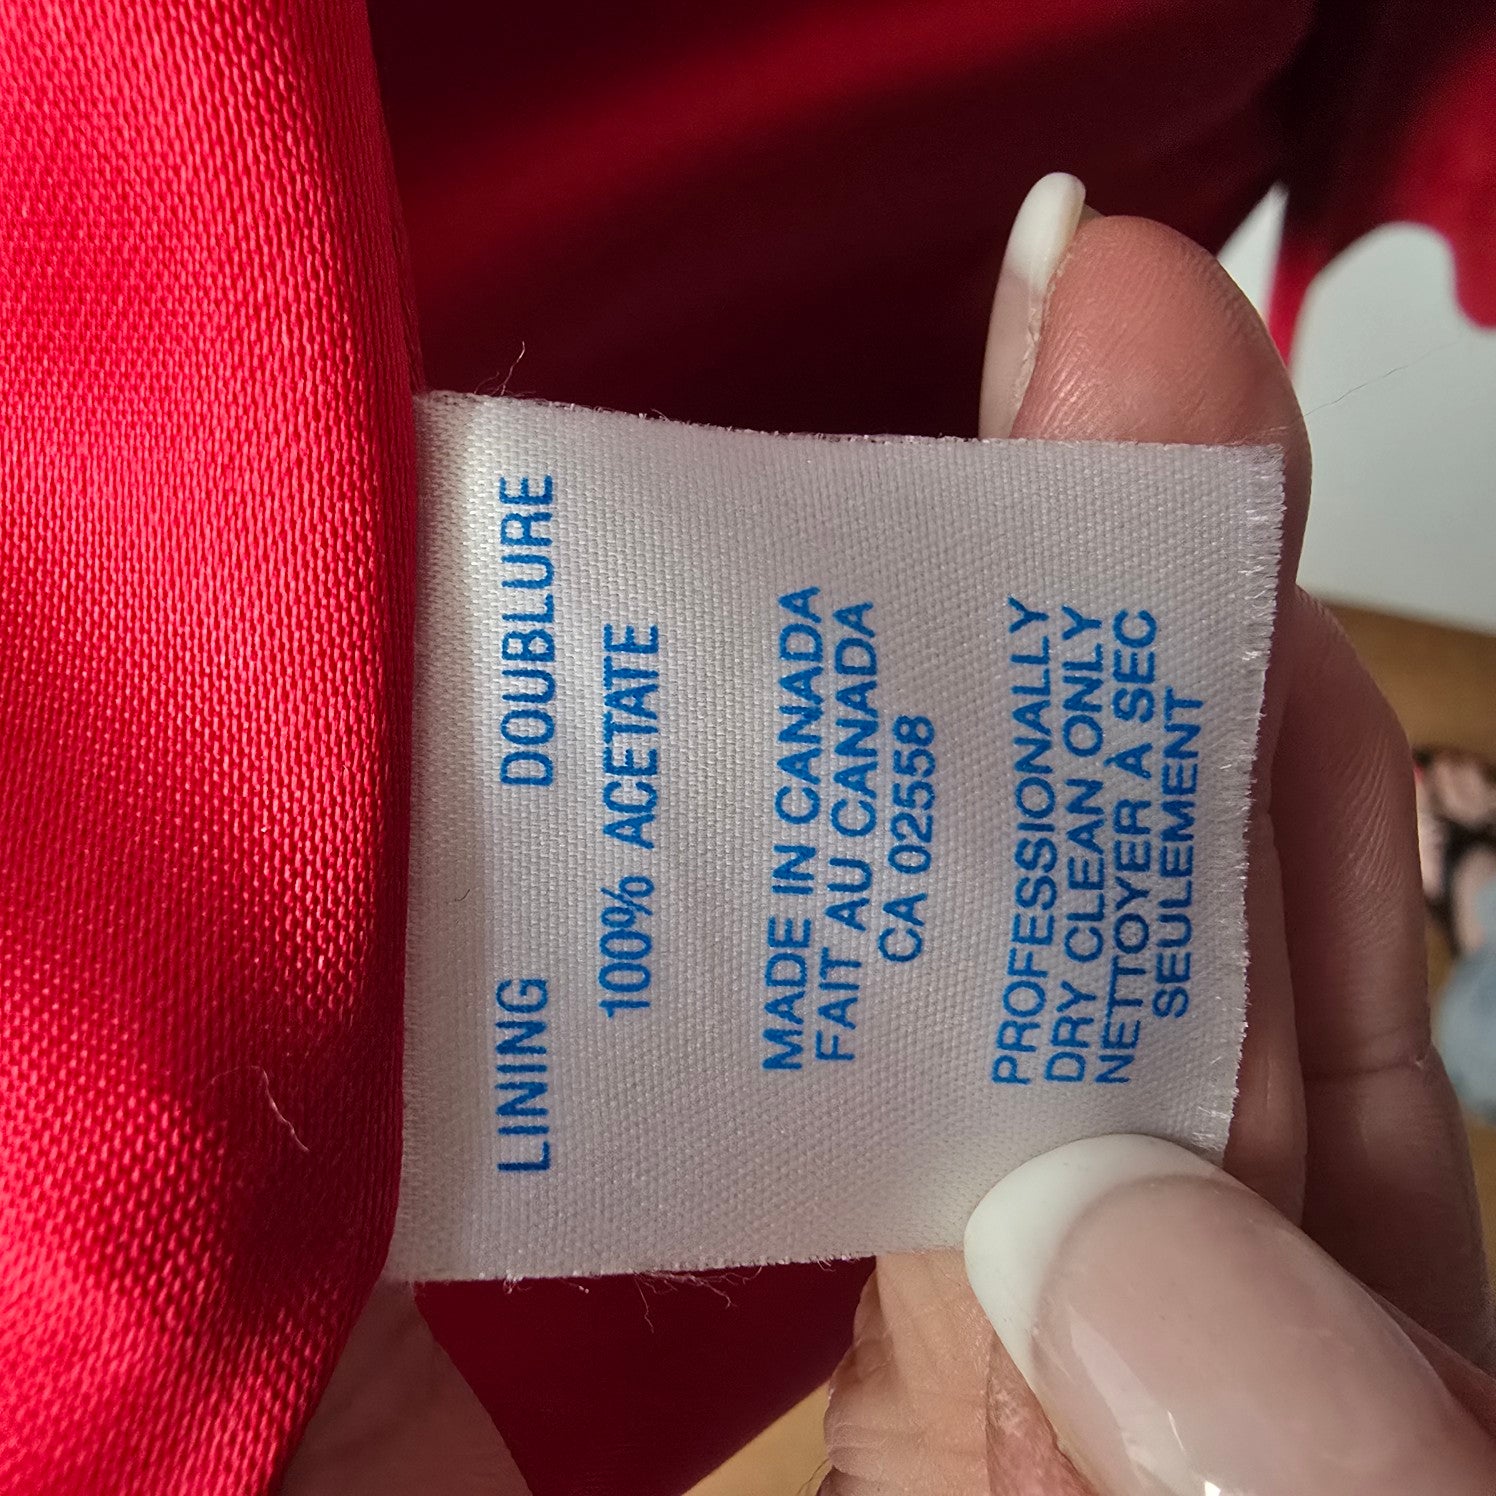 LINING DOUBLURE
100% ACETATE
MADE IN CANADA
FAIT AU CANADA
CA 02558
PROFESSIONALLY
DRY CLEAN ONLY
NETTOYER À SEC
SEULEMENT